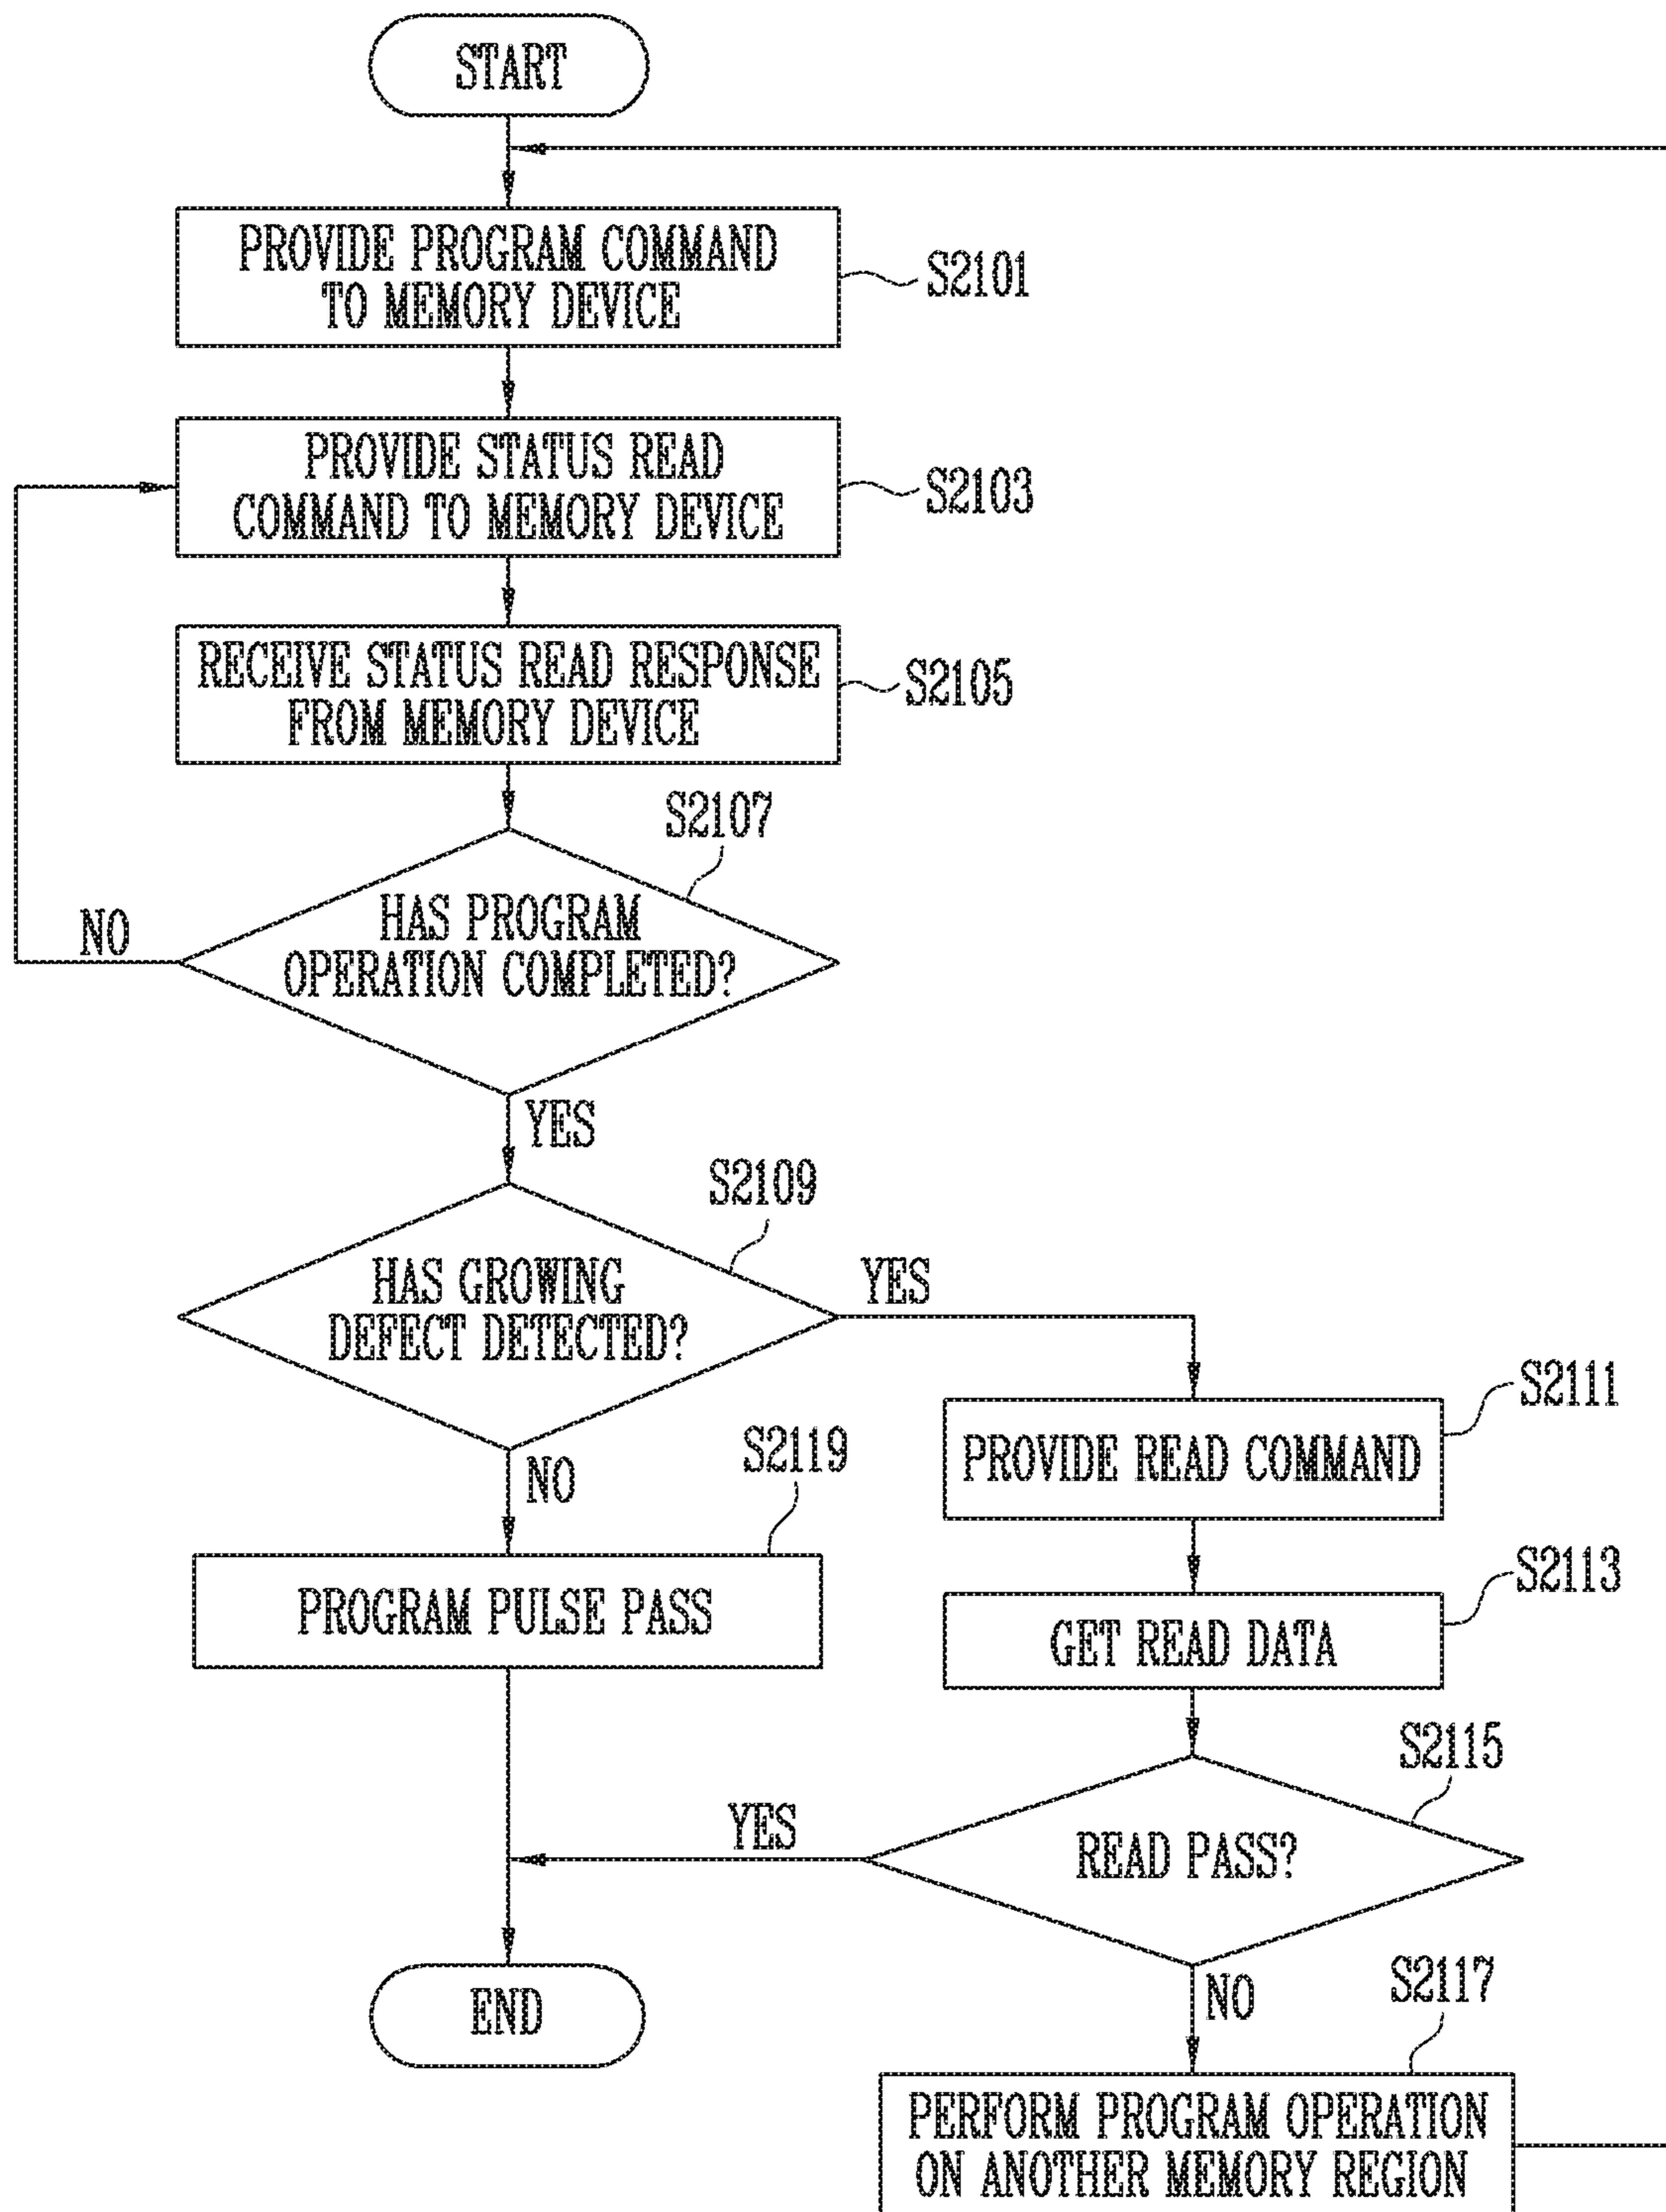 START
PROVIDE PROGRAM COMMAND
TO MEMORY DEVICE
S2101
PROVIDE STATUS READ
COMMAND TO MEMORY DEVICE
S2103
RECEIVE STATUS READ RESPONSE
FROM MEMORY DEVICE
S2105
S2107
HAS PROGRAM
OPERATION COMPLETED?
NO
YES
S2109
HAS GROWING
DEFECT DETECTED?
YES
NO
S2111
PROVIDE READ COMMAND
S2119
PROGRAM PULSE PASS
S2113
GET READ DATA
S2115
READ PASS?
YES
NO
END
S2117
PERFORM PROGRAM OPERATION
ON ANOTHER MEMORY REGION